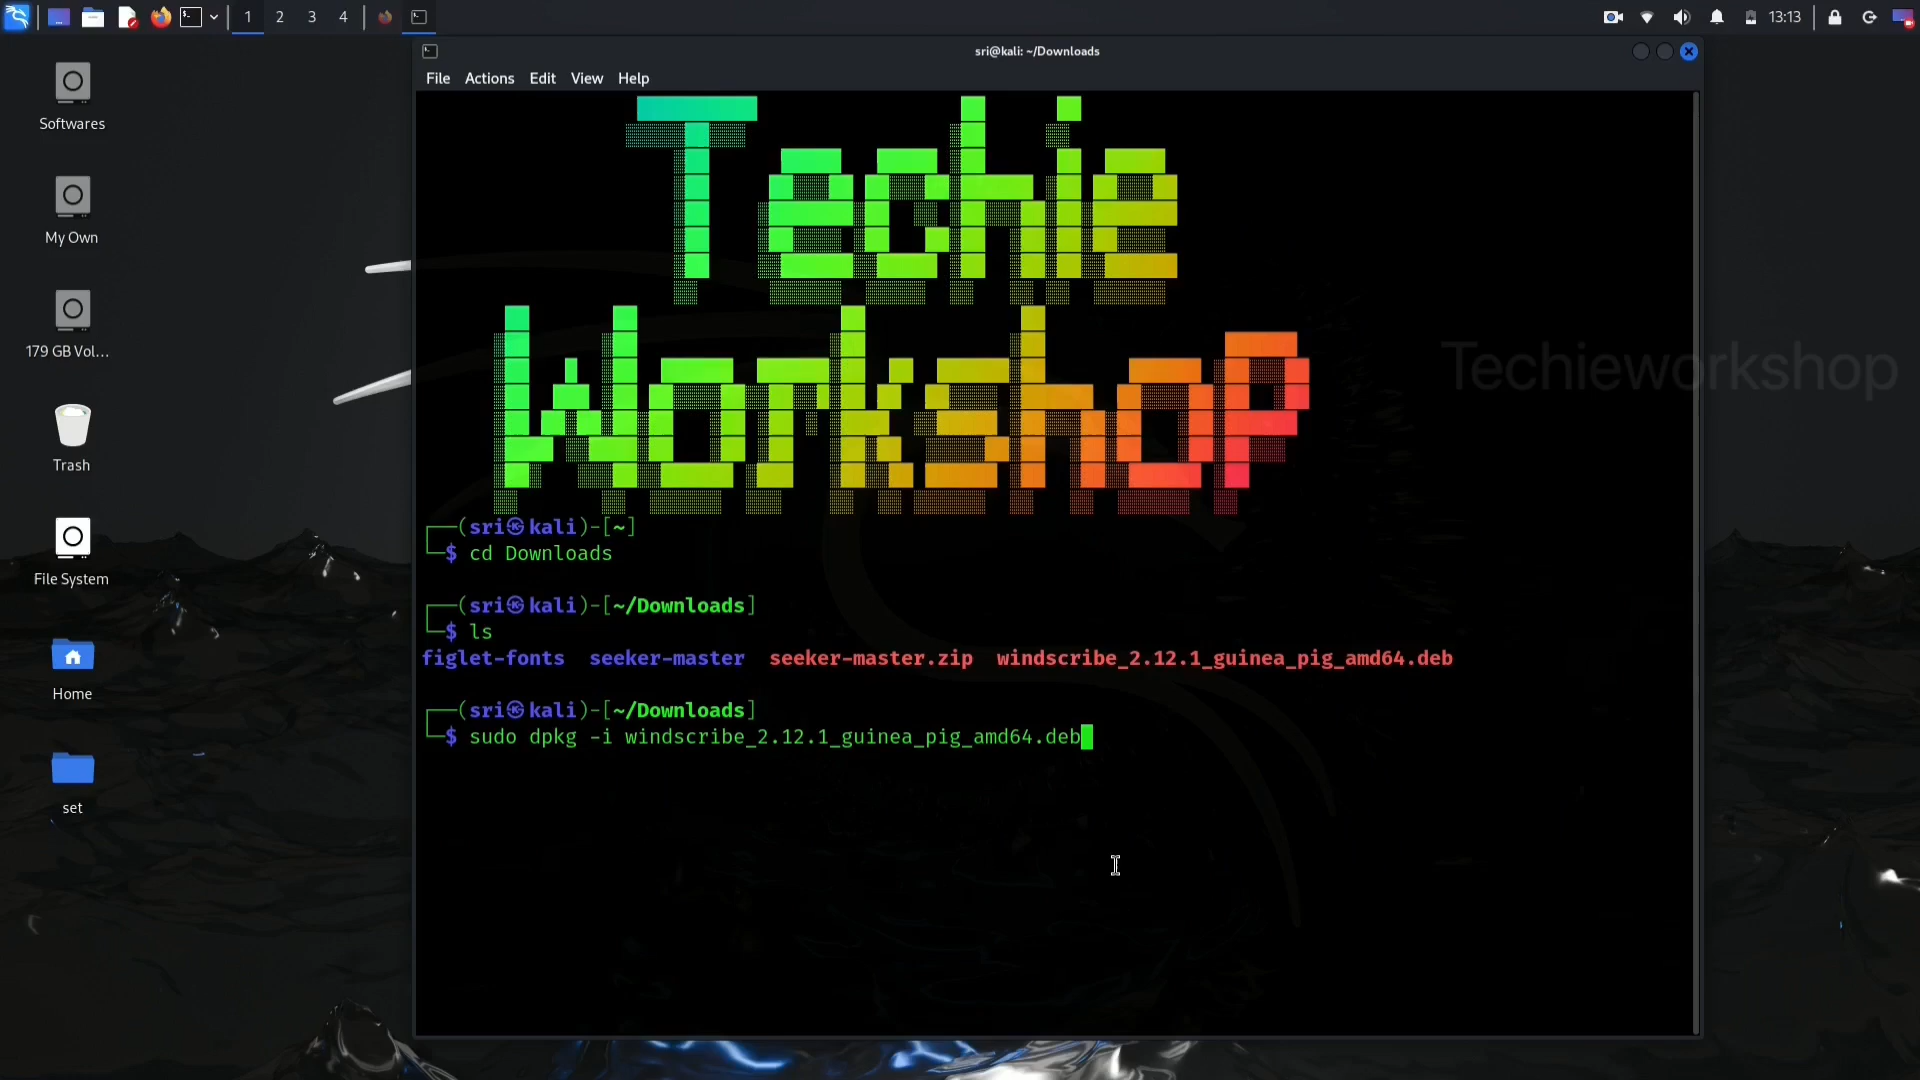 1 2 3 4
13:13
sri@kali: ~/Downloads
File Actions Edit View Help
Softwares
My Own
179 GB Vol...
Trash
File System
Home
set
Techie
Workshop
Techieworkshop
┌──(sri㉿kali)-[~]
└─$ cd Downloads
┌──(sri㉿kali)-[~/Downloads]
└─$ ls
figlet-fonts seeker-master seeker-master.zip windscribe_2.12.1_guinea_pig_amd64.deb
┌──(sri㉿kali)-[~/Downloads]
└─$ sudo dpkg -i windscribe_2.12.1_guinea_pig_amd64.deb